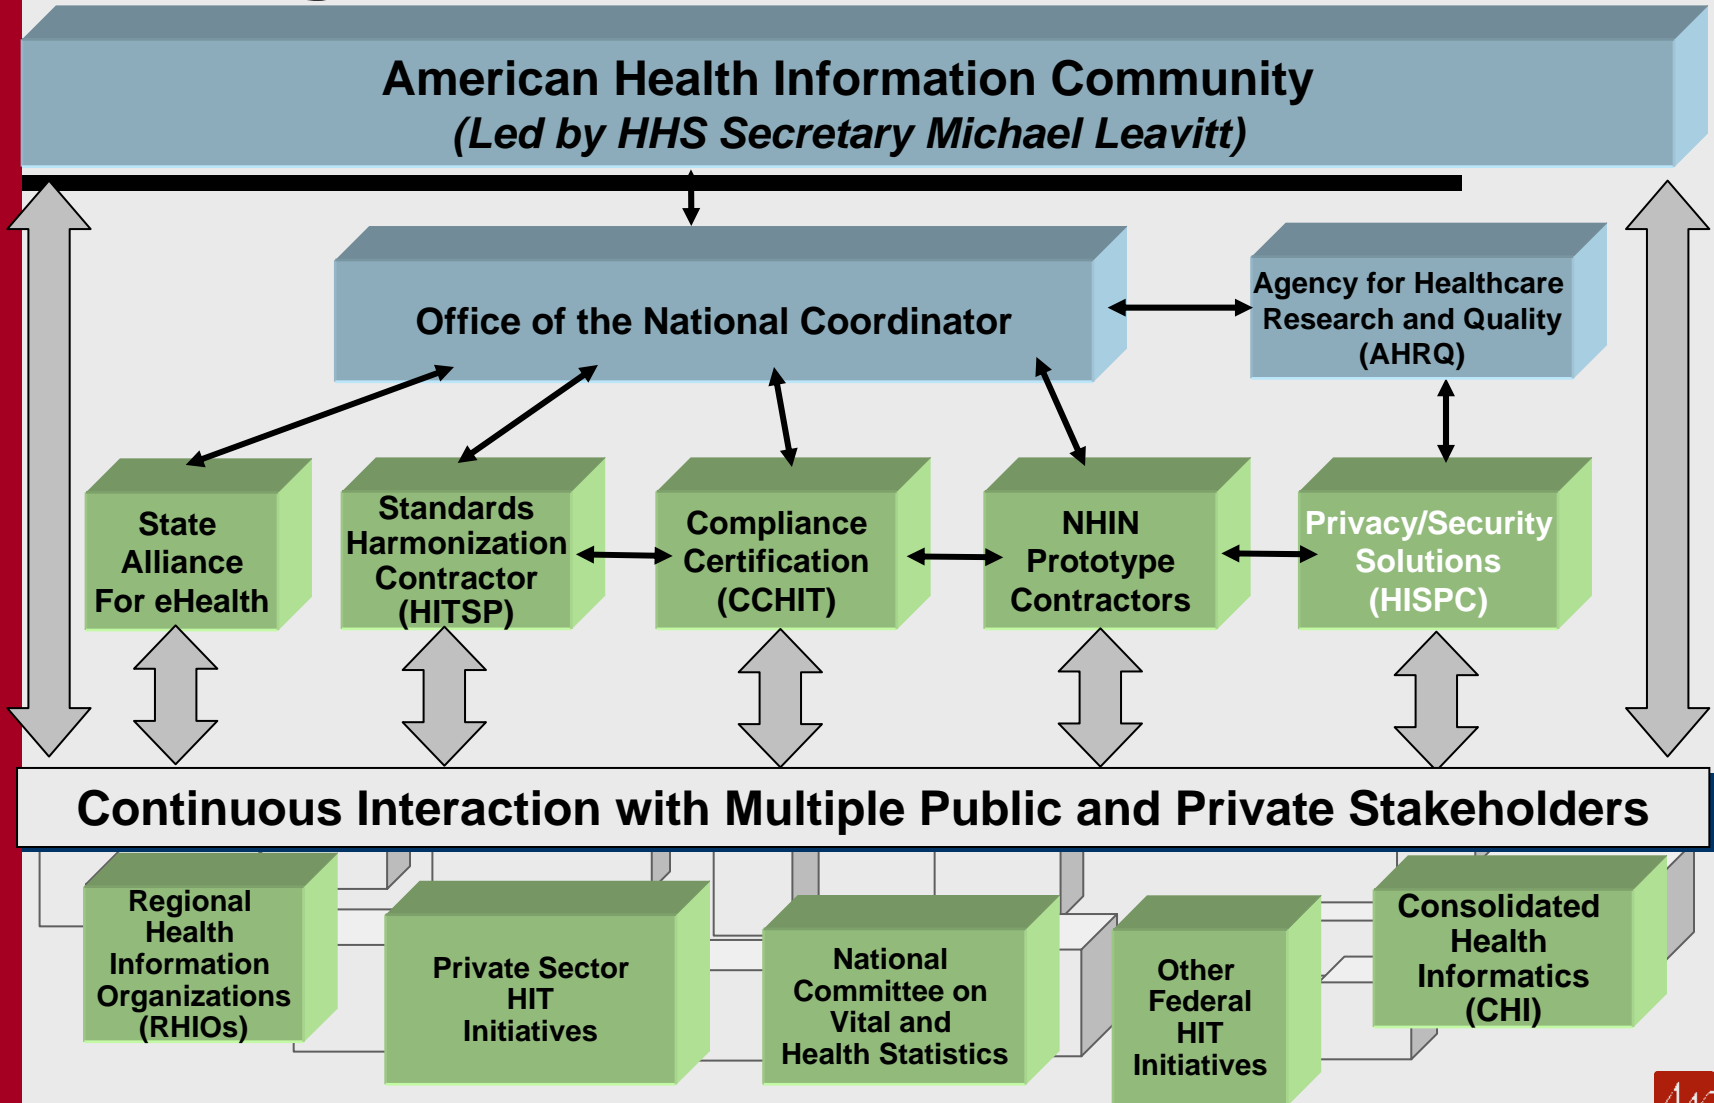 American Health Information Community
(Led by HHS Secretary Michael Leavitt)
Office of the National Coordinator
Agency for Healthcare
Research and Quality
(AHRQ)
State
Alliance
For eHealth
Standards
Harmonization
Contractor
(HITSP)
Compliance
Certification
(CCHIT)
NHIN
Prototype
Contractors
Privacy/Security
Solutions
(HISPC)
Continuous Interaction with Multiple Public and Private Stakeholders
Regional
Health
Information
Organizations
(RHIOs)
Private Sector
HIT
Initiatives
National
Committee on
Vital and
Health Statistics
Other
Federal
HIT
Initiatives
Consolidated
Health
Informatics
(CHI)